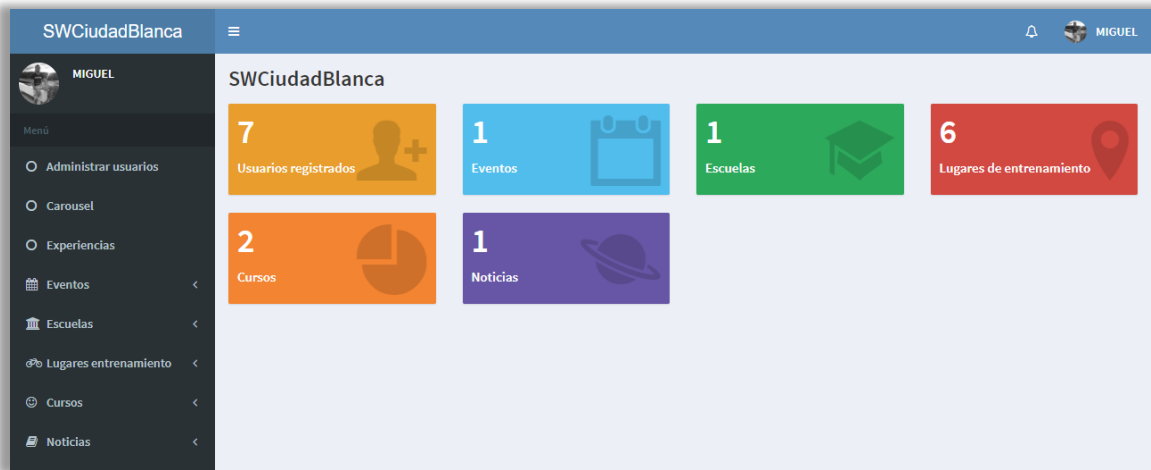 SWCiudadBlanca
MIGUEL
MIGUEL
Menú
Administrar usuarios
Carousel
Experiencias
Eventos
Escuelas
Lugares entrenamiento
Cursos
Noticias
SWCiudadBlanca
7
Usuarios registrados
1
Eventos
1
Escuelas
6
Lugares de entrenamiento
2
Cursos
1
Noticias